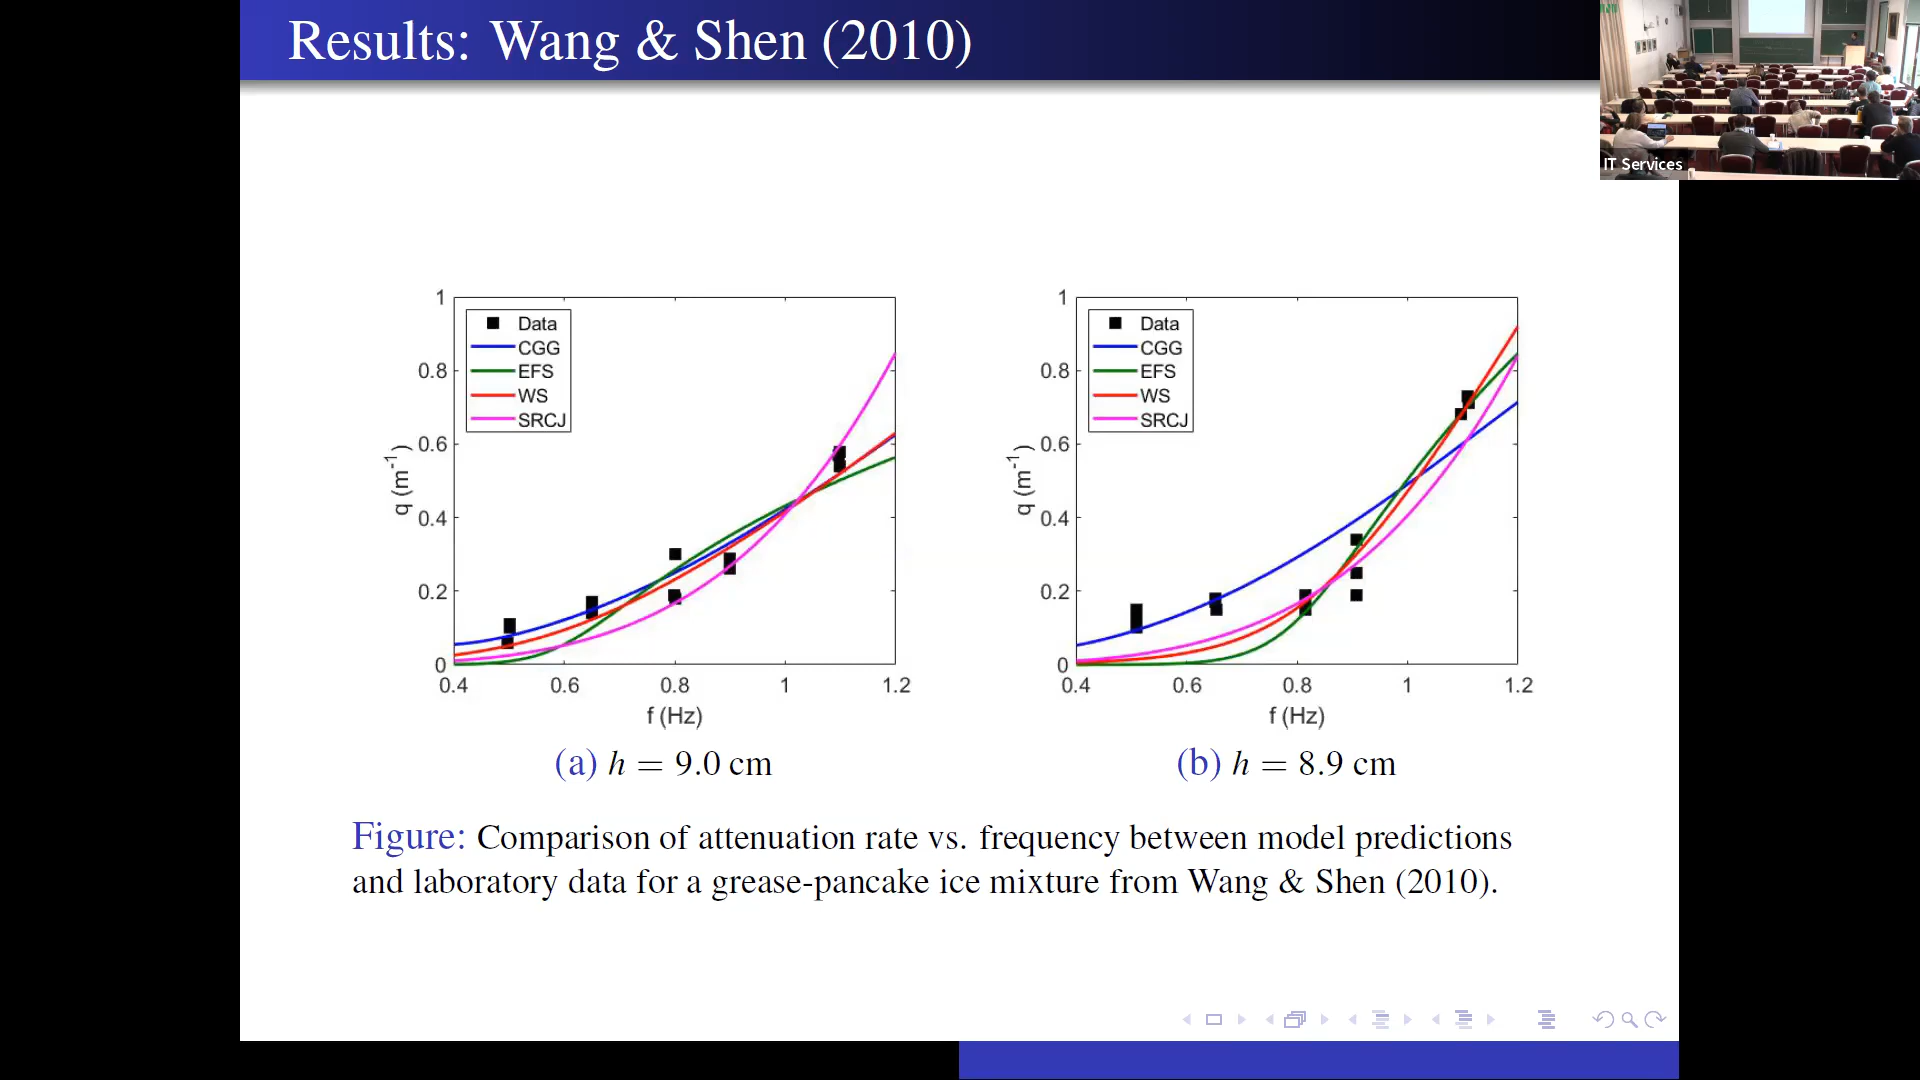 Results: Wang & Shen (2010)
IT Services
1
0.8
0.6
0.4
0.2
0
0.4
0.6
0.8
1
1.2
q (m-1)
f (Hz)
Data
CGG
EFS
WS
SRCJ
(a) h = 9.0 cm
1
0.8
0.6
0.4
0.2
0
0.4
0.6
0.8
1
1.2
q (m-1)
f (Hz)
Data
CGG
EFS
WS
SRCJ
(b) h = 8.9 cm
Figure: Comparison of attenuation rate vs. frequency between model predictions
and laboratory data for a grease-pancake ice mixture from Wang & Shen (2010).